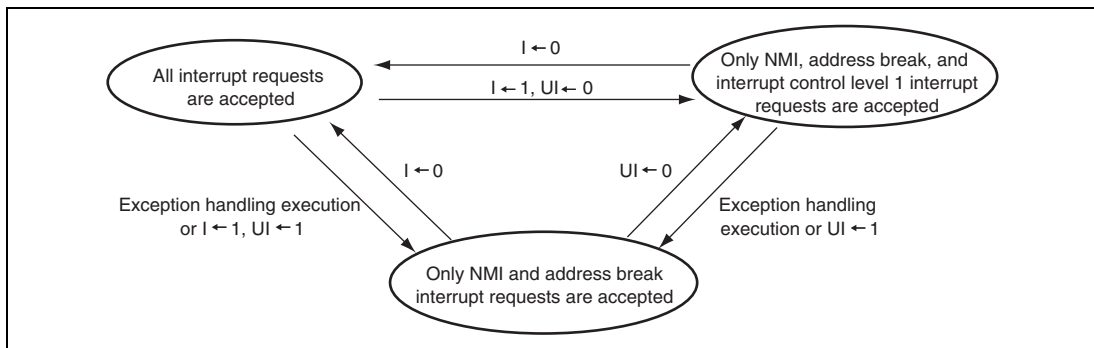 I ← 0
All interrupt requests
are accepted
Only NMI, address break, and
interrupt control level 1 interrupt
requests are accepted
I ← 1, UI ← 0
I ← 0
UI ← 0
Exception handling execution
or I ← 1, UI ← 1
Exception handling
execution or UI ← 1
Only NMI and address break
interrupt requests are accepted